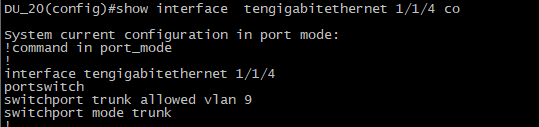 DU_20(config)#show interface  tengigabitethernet 1/1/4 co
System current configuration in port mode:
!command in port_mode
!
interface tengigabitethernet 1/1/4
portswitch
switchport trunk allowed vlan 9
switchport mode trunk
!